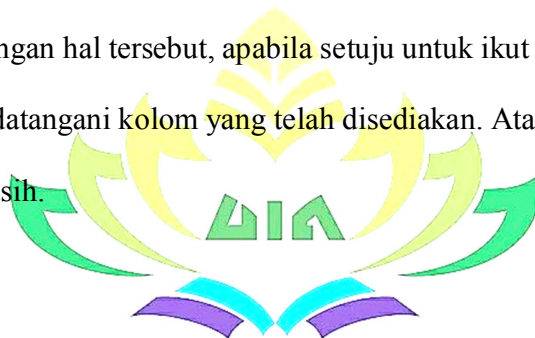 ngan hal tersebut, apabila setuju untuk ikut
datangani kolom yang telah disediakan. Ata
sih.
UIN